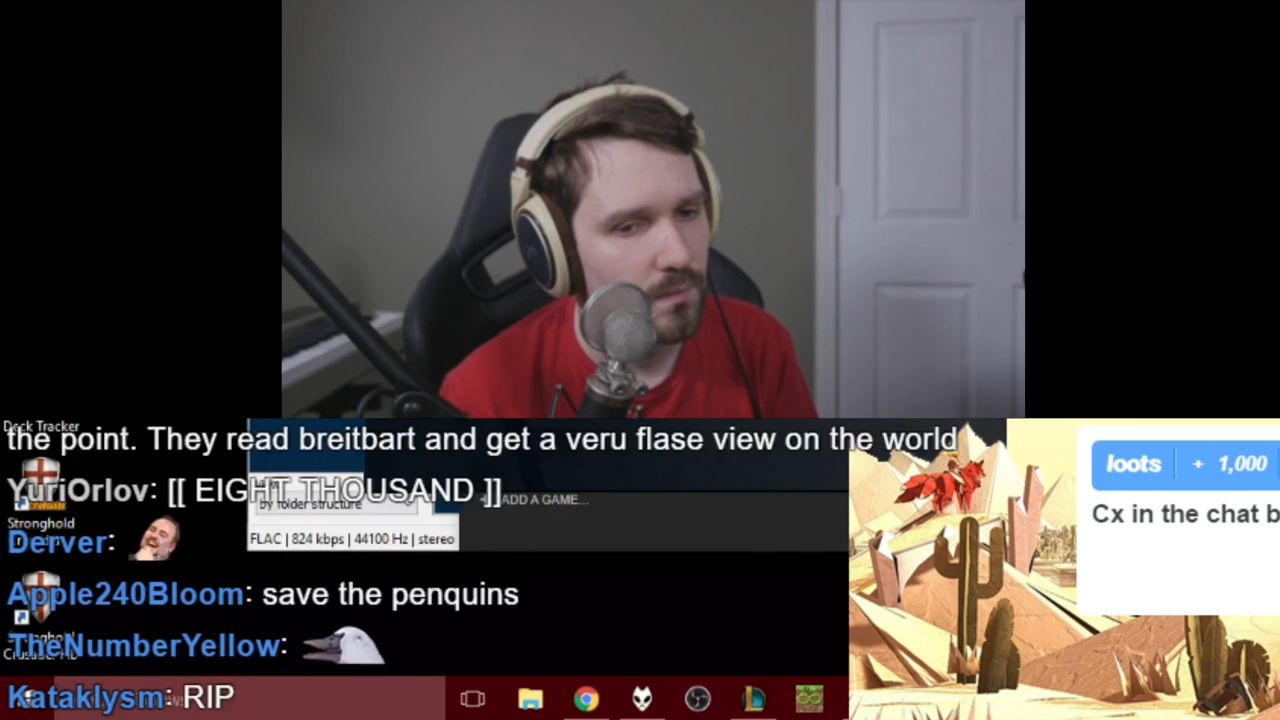 Deck Tracker
the point. They read breitbart and get a veru flase view on the world
YuriOrlov: [[ EIGHT THOUSAND ]]
ADD A GAME...
by folder structure
Stronghold
FLAC | 824 kbps | 44100 Hz | stereo
Derver:
Apple240Bloom: save the penquins
TheNumberYellow:
Kataklysm: RIP
loots + 1,000
Cx in the chat b